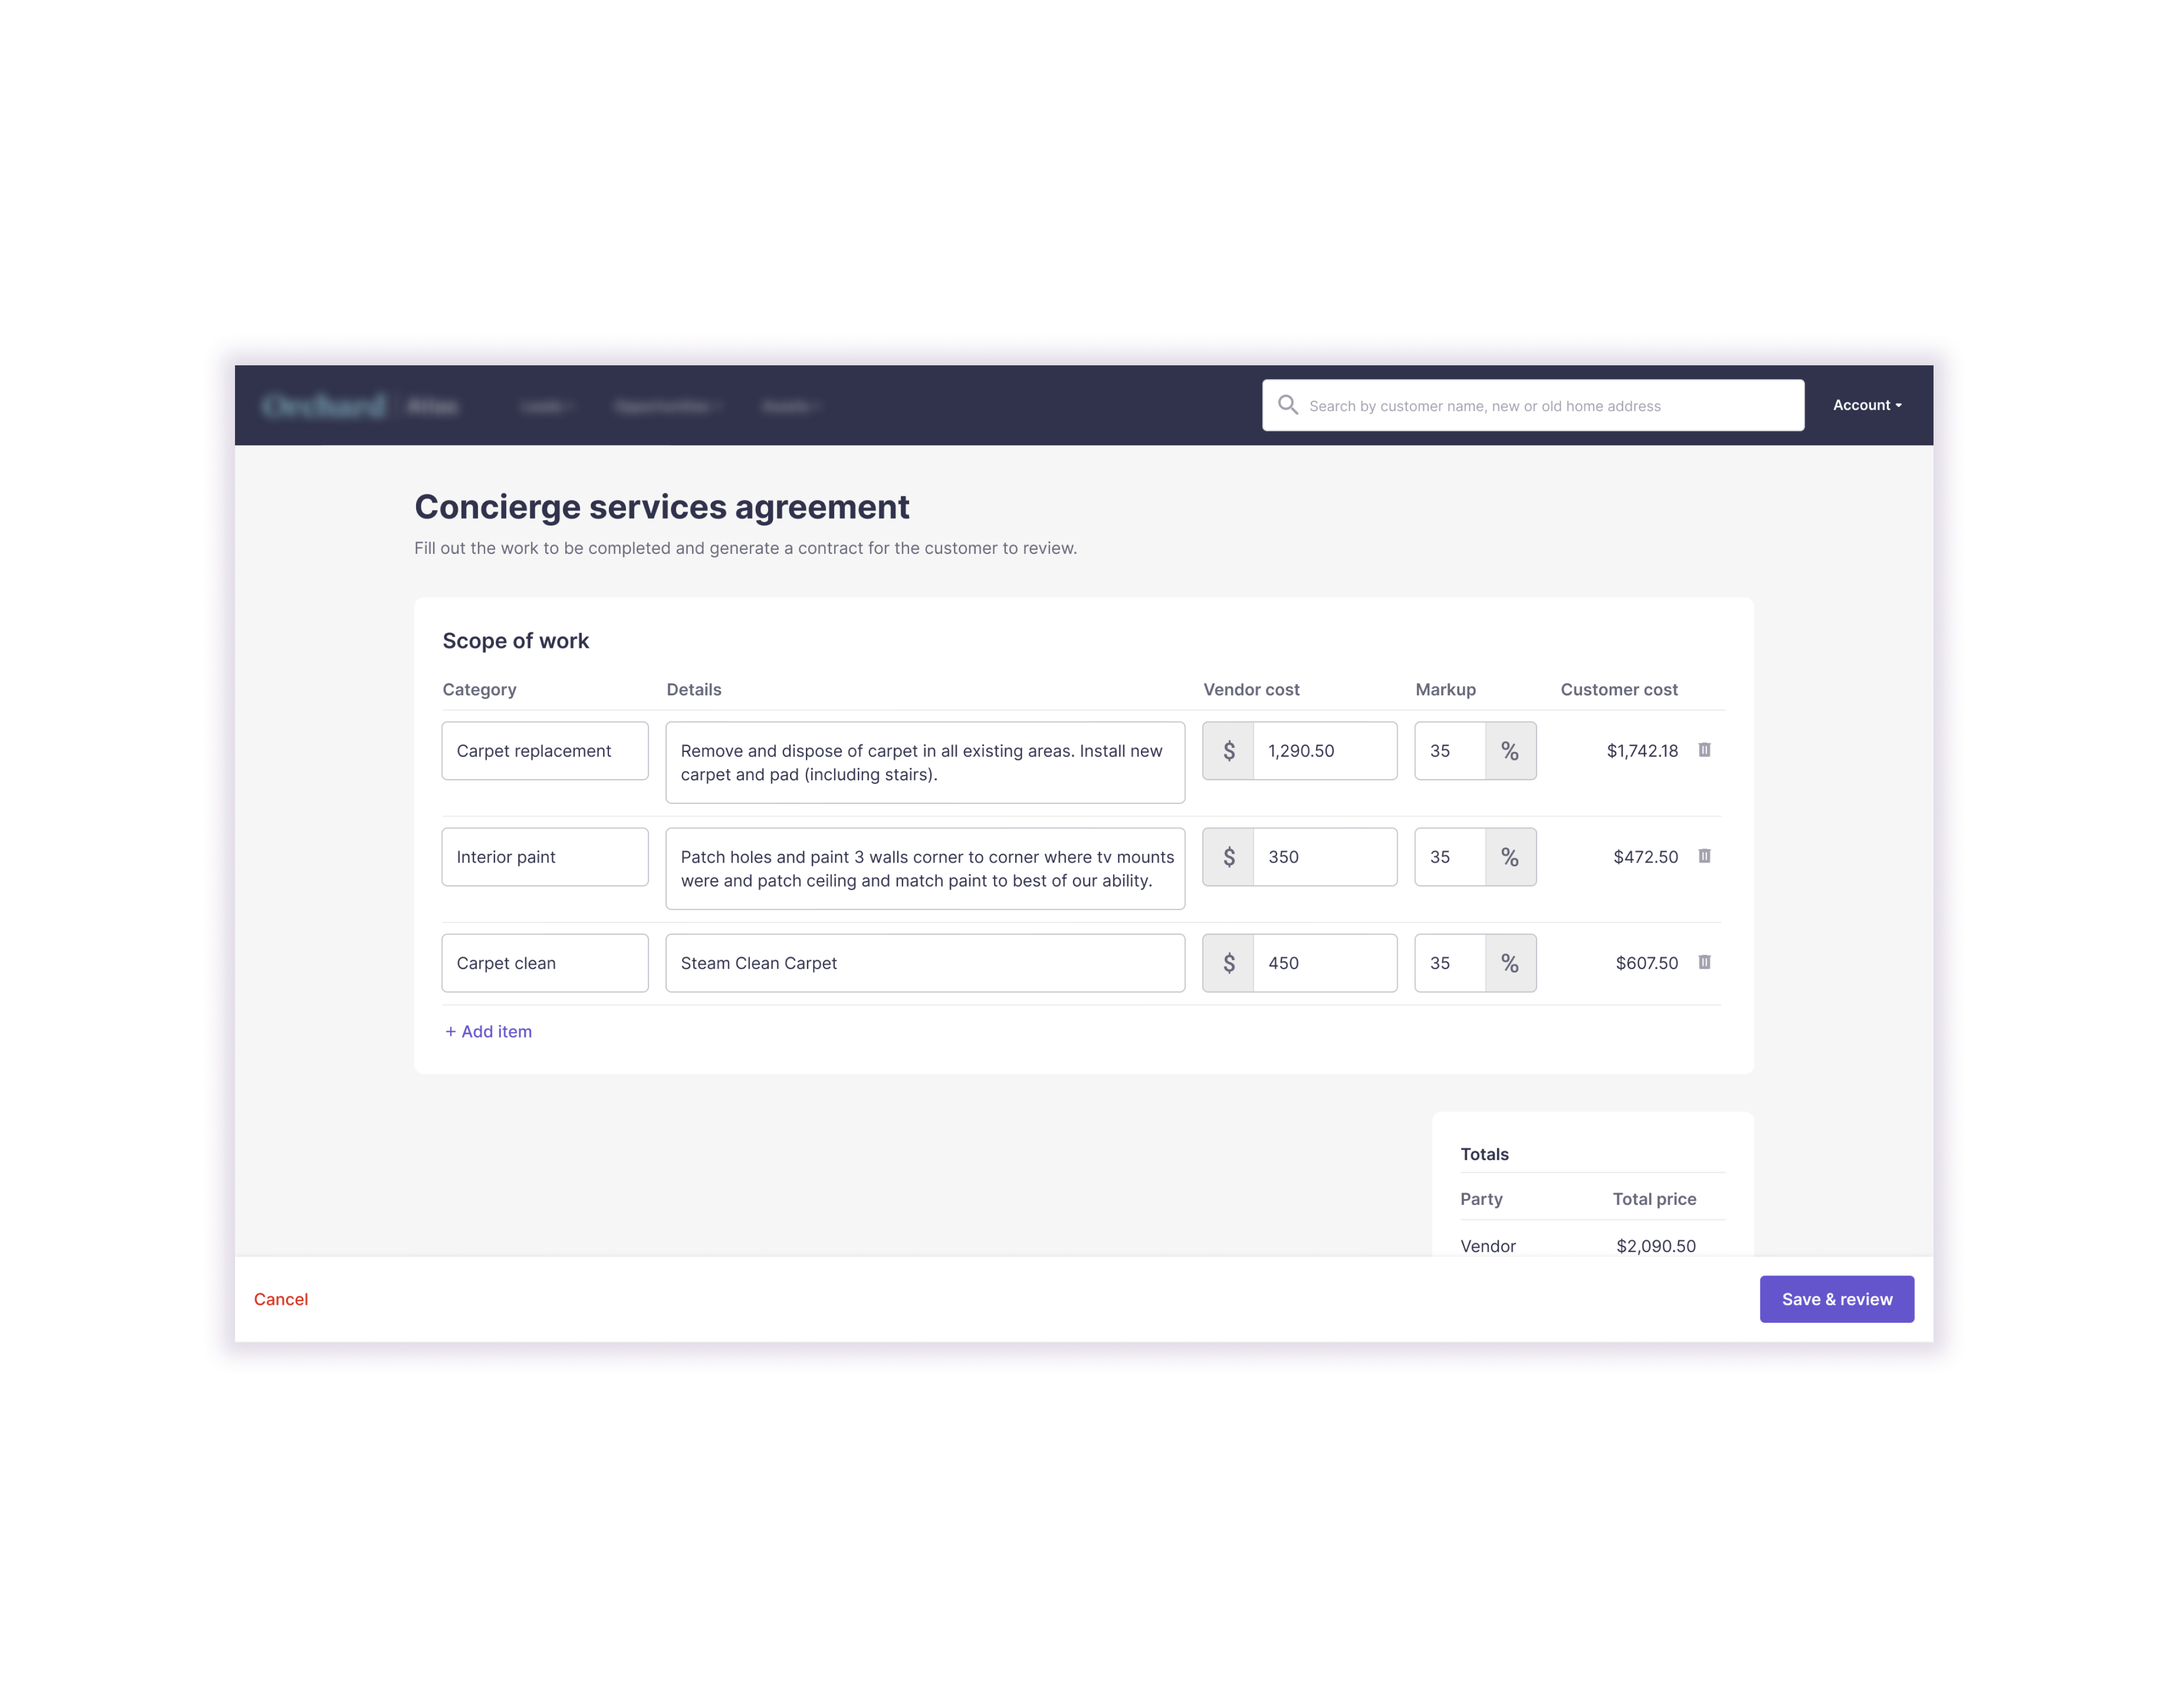 Orchard | Atlas
Leads
Opportunities
Assets
Search by customer name, new or old home address
Account
Concierge services agreement
Fill out the work to be completed and generate a contract for the customer to review.
Scope of work
Category Details Vendor cost Markup Customer cost
Carpet replacement
Remove and dispose of carpet in all existing areas. Install new
carpet and pad (including stairs).
$ 1,290.50
35 %
$1,742.18
Interior paint
Patch holes and paint 3 walls corner to corner where tv mounts
were and patch ceiling and match paint to best of our ability.
$ 350
35 %
$472.50
Carpet clean
Steam Clean Carpet
$ 450
35 %
$607.50
+ Add item
Totals
Party Total price
Vendor $2,090.50
Cancel
Save & review